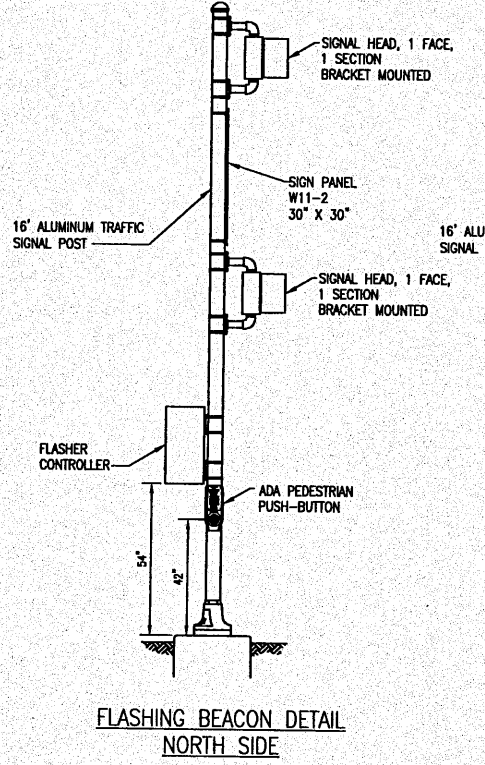 SIGNAL HEAD, 1 FACE,
1 SECTION
BRACKET MOUNTED
SIGN PANEL
W11-2
30" X 30"
16' ALUMINUM TRAFFIC
SIGNAL POST
16' ALU
SIGNAL
SIGNAL HEAD, 1 FACE,
1 SECTION
BRACKET MOUNTED
FLASHER
CONTROLLER
ADA PEDESTRIAN
PUSH-BUTTON
54"
42"
FLASHING BEACON DETAIL
NORTH SIDE